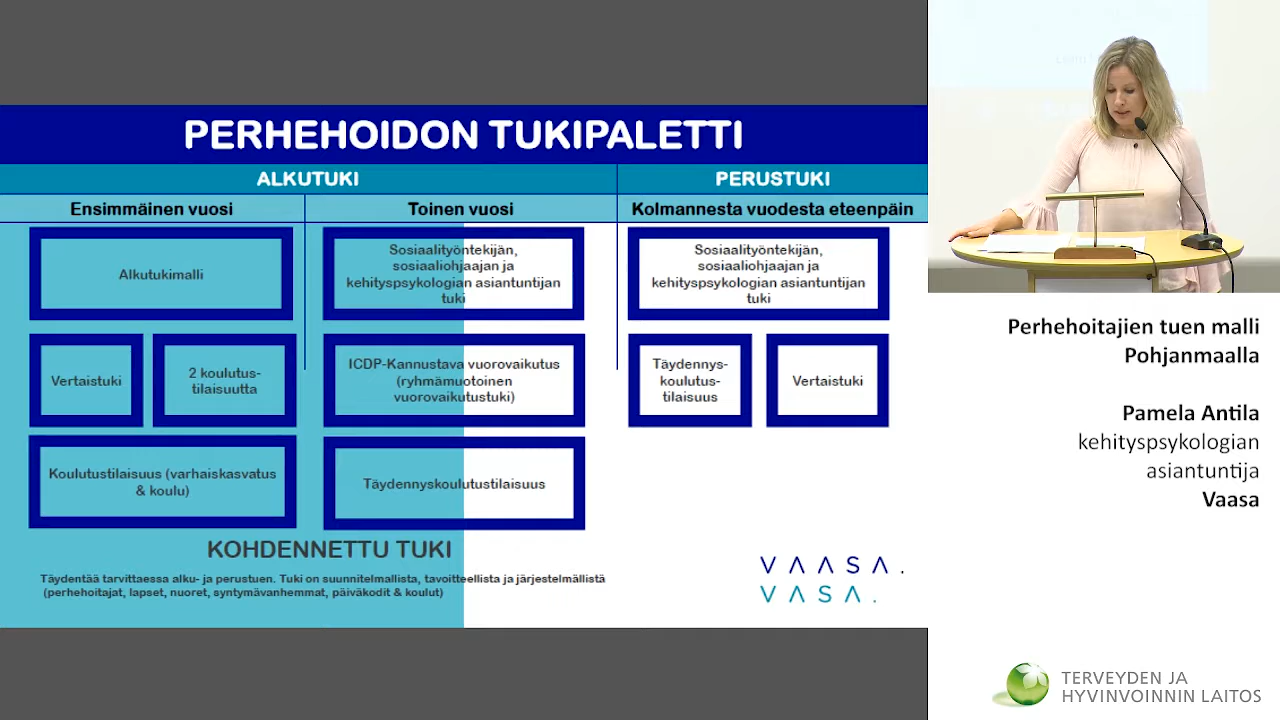 PERHEHOIDON TUKIPALETTI
ALKUTUKI
PERUSTUKI
Ensimmäinen vuosi
Toinen vuosi
Kolmannesta vuodesta eteenpäin
Alkutukimalli
Sosiaalityöntekijän,
sosiaaliohjaajan ja
kehityspsykologian asiantuntijan
tuki
Sosiaalityöntekijän,
sosiaaliohjaajan ja
kehityspsykologian asiantuntijan
tuki
Vertaistuki
2 koulutus-
tilaisuutta
ICDP-Kannustava vuorovaikutus
(ryhmämuotoinen
vuorovaikutustuki)
Täydennys-
koulutus-
tilaisuus
Vertaistuki
Koulutustilaisuus (varhaiskasvatus
& koulu)
Täydennyskoulutustilaisuus
KOHDENNETTU TUKI
Täydentää tarvittaessa alku- ja perustuen. Tuki on suunnitelmallista, tavoitteellista ja järjestelmällistä
(perhehoitajat, lapset, nuoret, syntymävanhemmat, päiväkodit & koulut)
VAASA.
VASA.
Perhehoitajien tuen malli
Pohjanmaalla
Pamela Antila
kehityspsykologian
asiantuntija
Vaasa
TERVEYDEN JA
HYVINVOINNIN LAITOS